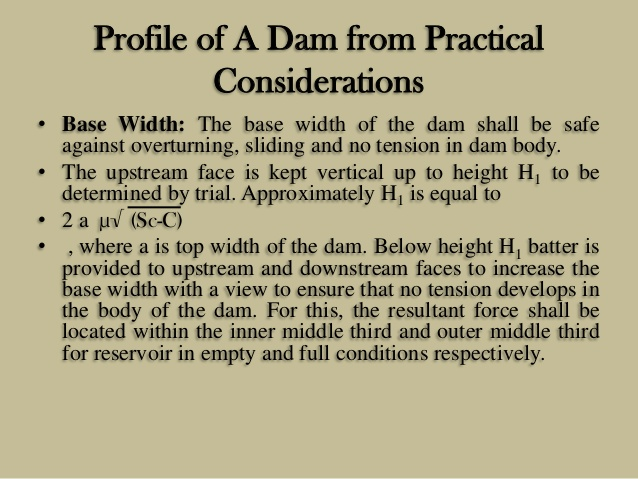 Profile of A Dam from Practical
Considerations
• Base Width: The base width of the dam shall be safe
against overturning, sliding and no tension in dam body.
• The upstream face is kept vertical up to height H₁ to be
determined by trial. Approximately H₁ is equal to
• 2 a μ√ (Sc-C)
• , where a is top width of the dam. Below height H₁ batter is
provided to upstream and downstream faces to increase the
base width with a view to ensure that no tension develops in
the body of the dam. For this, the resultant force shall be
located within the inner middle third and outer middle third
for reservoir in empty and full conditions respectively.